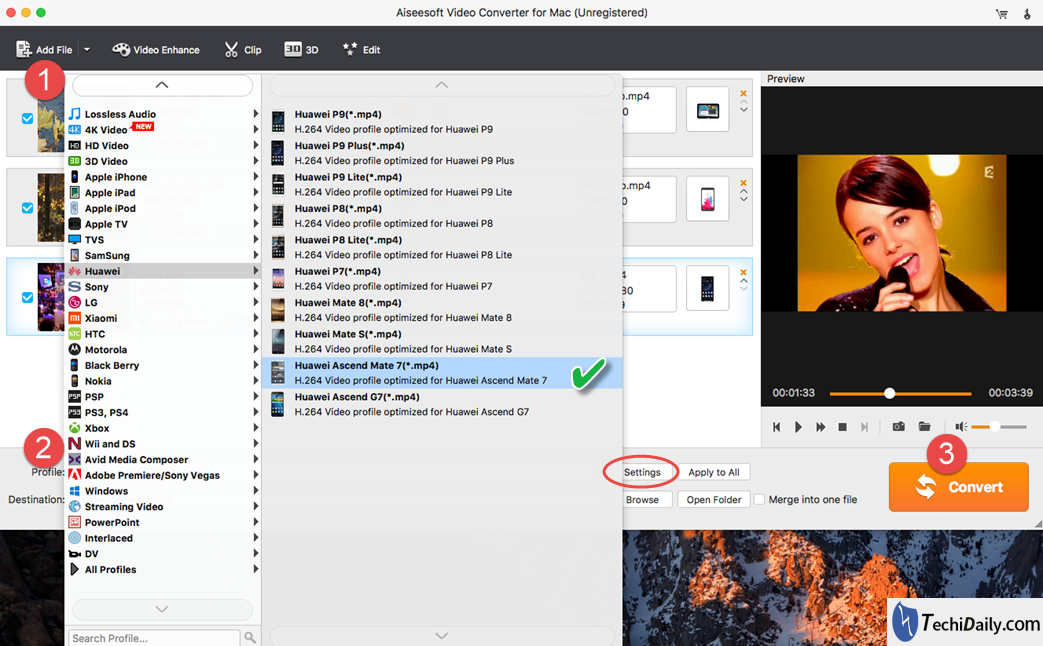 Aiseesoft Video Converter for Mac (Unregistered)
Add File
Video Enhance
Clip
3D 3D
Edit
1
Preview
Lossless Audio
4K 4K Video NEW
HD HD Video
3D 3D Video
Apple iPhone
Apple iPad
Apple iPod
Apple TV
TVS
SamSung
Huawei
Sony
LG
Xiaomi
HTC
Motorola
Black Berry
Nokia
PSP
PS3, PS4
Xbox
Wii and DS
Avid Media Composer
Adobe Premiere/Sony Vegas
Windows
Streaming Video
PowerPoint
Interlaced
DV
All Profiles
Search Profile...
Huawei P9(*.mp4)
H.264 Video profile optimized for Huawei P9
Huawei P9 Plus(*.mp4)
H.264 Video profile optimized for Huawei P9 Plus
Huawei P9 Lite(*.mp4)
H.264 Video profile optimized for Huawei P9 Lite
Huawei P8(*.mp4)
H.264 Video profile optimized for Huawei P8
Huawei P8 Lite(*.mp4)
H.264 Video profile optimized for Huawei P8 Lite
Huawei P7(*.mp4)
H.264 Video profile optimized for Huawei P7
Huawei Mate 8(*.mp4)
H.264 Video profile optimized for Huawei Mate 8
Huawei Mate S(*.mp4)
H.264 Video profile optimized for Huawei Mate S
Huawei Ascend Mate 7(*.mp4)
H.264 Video profile optimized for Huawei Ascend Mate 7
Huawei Ascend G7(*.mp4)
H.264 Video profile optimized for Huawei Ascend G7
2
00:01:33
00:03:39
2
Profile:
Settings
Apply to All
3
Convert
Destination:
Browse
Open Folder
Merge into one file
TechiDaily.com